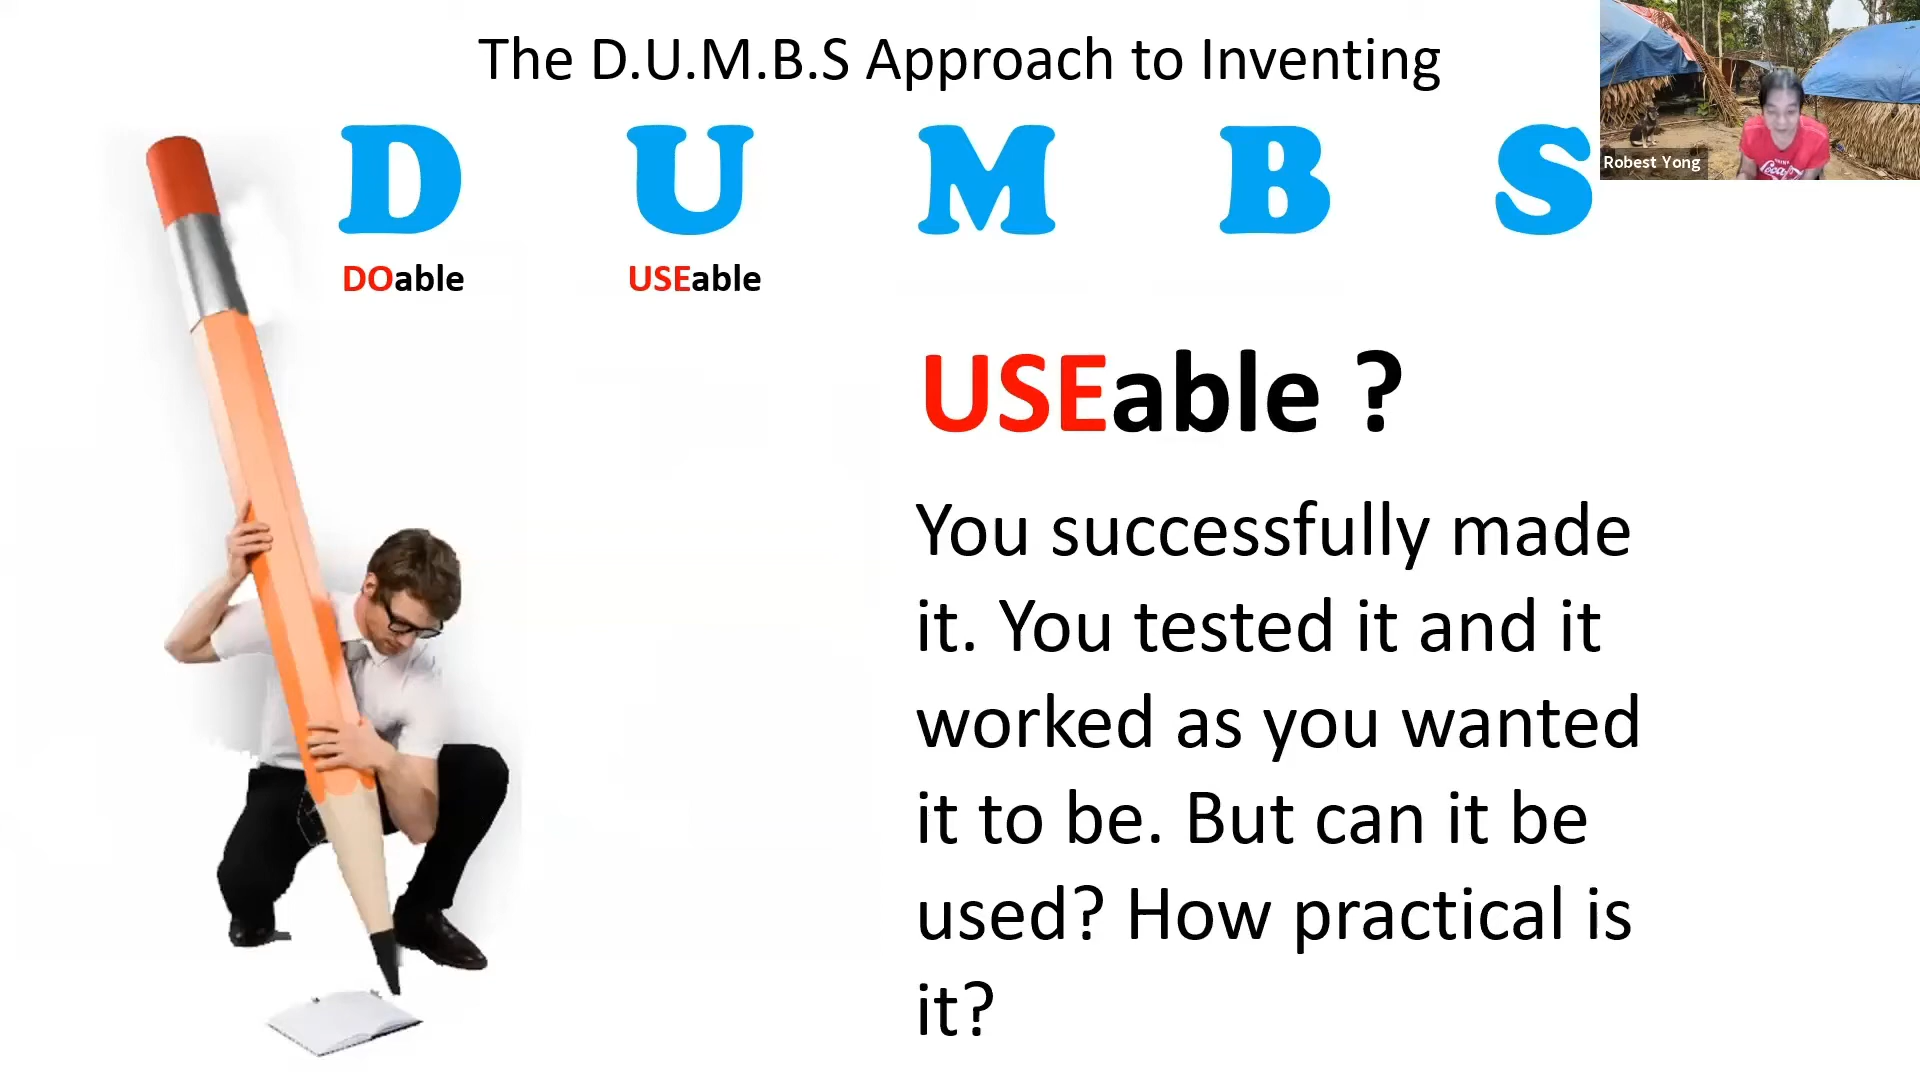 The D.U.M.B.S Approach to Inventing
D U M B S
Robest Yong
DOable USEable
USEable ?
You successfully made
it. You tested it and it
worked as you wanted
it to be. But can it be
used? How practical is
it?